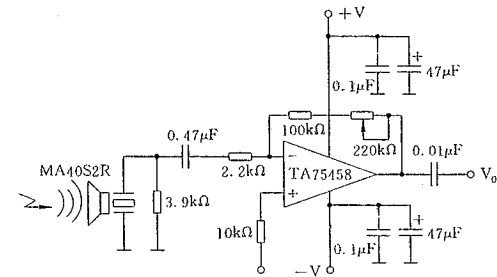 +V
+
0.1μF
47μF
100kΩ
220kΩ
0.47μF
0.01μF
MA40S2R
2.2kΩ
−
TA75458
V₀
+
3.9kΩ
10kΩ
+
0.1μF
47μF
−V